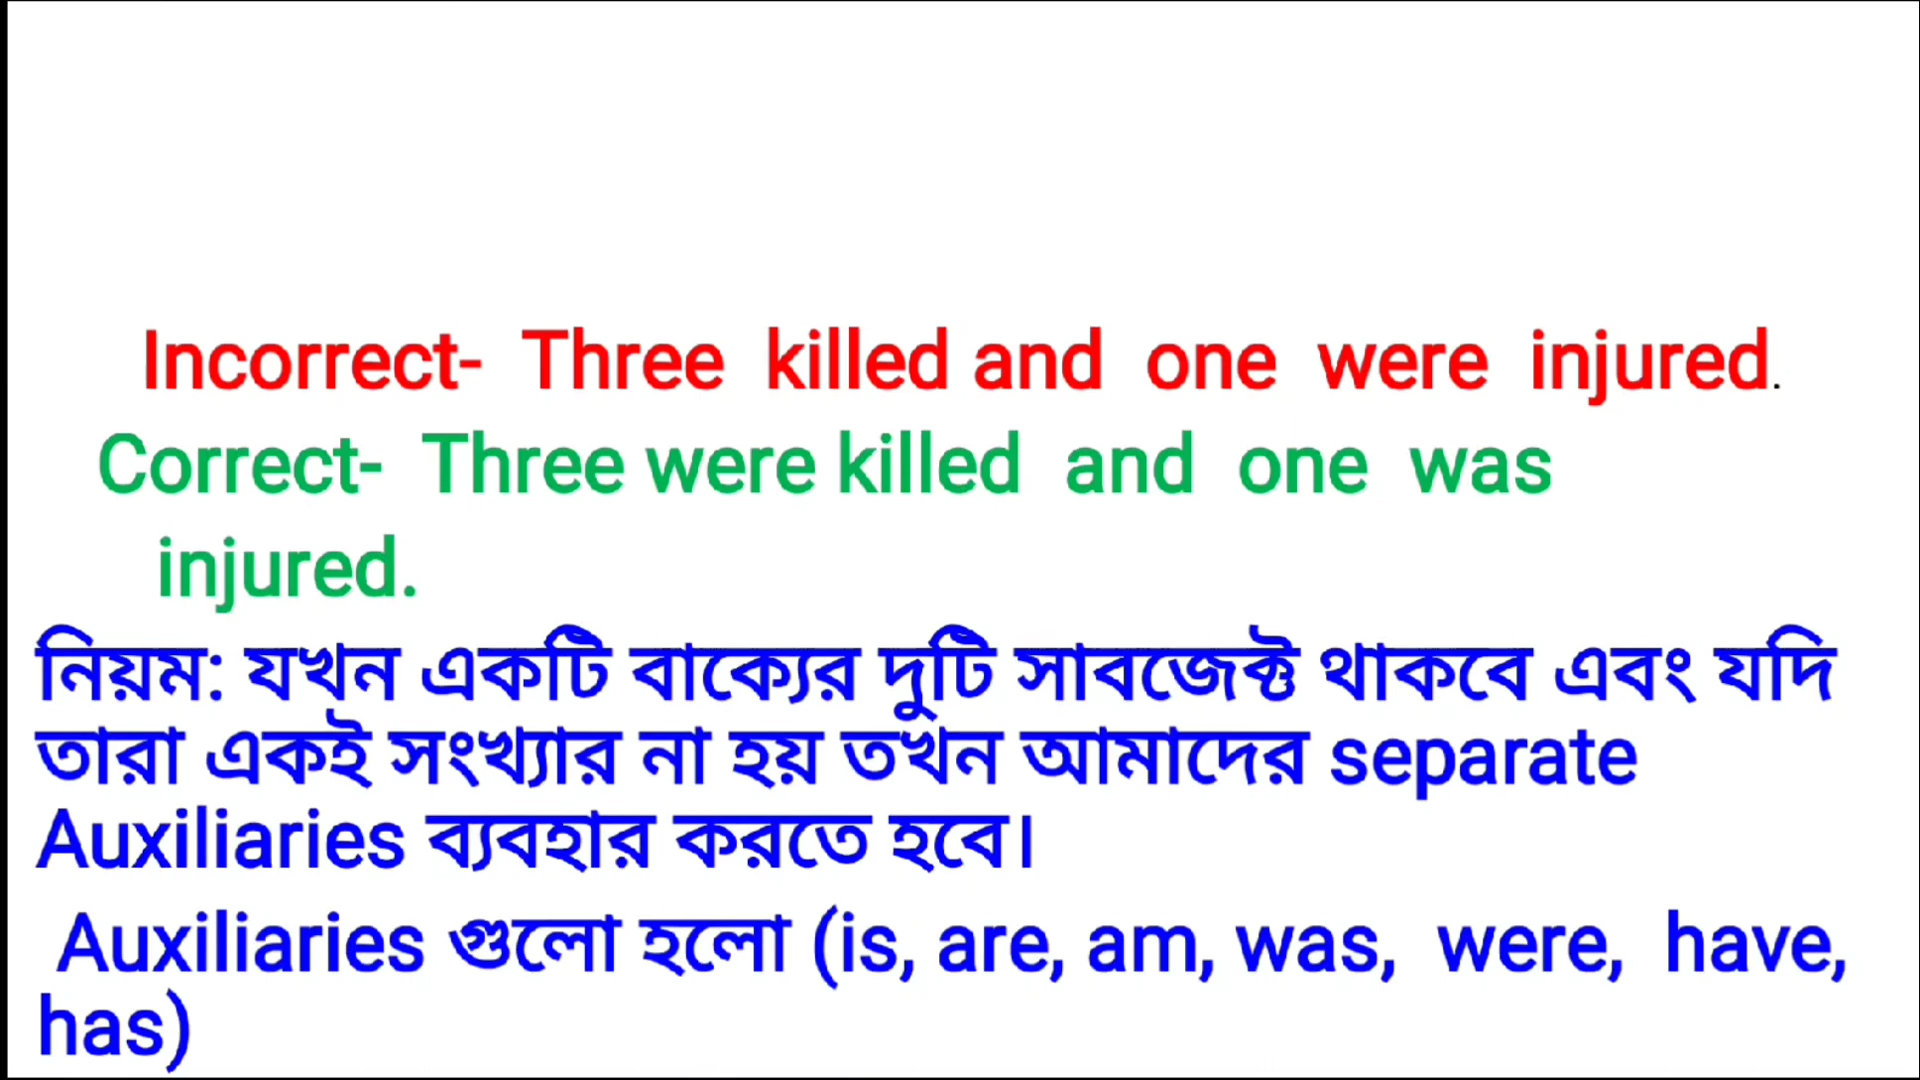 Incorrect- Three killed and one were injured.
Correct- Three were killed and one was
injured.
নিয়ম: যখন একটি বাক্যের দুটি সাবজেক্ট থাকবে এবং যদি
তারা একই সংখ্যার না হয় তখন আমাদের separate
Auxiliaries ব্যবহার করতে হবে।
Auxiliaries গুলো হলো (is, are, am, was, were, have,
has)